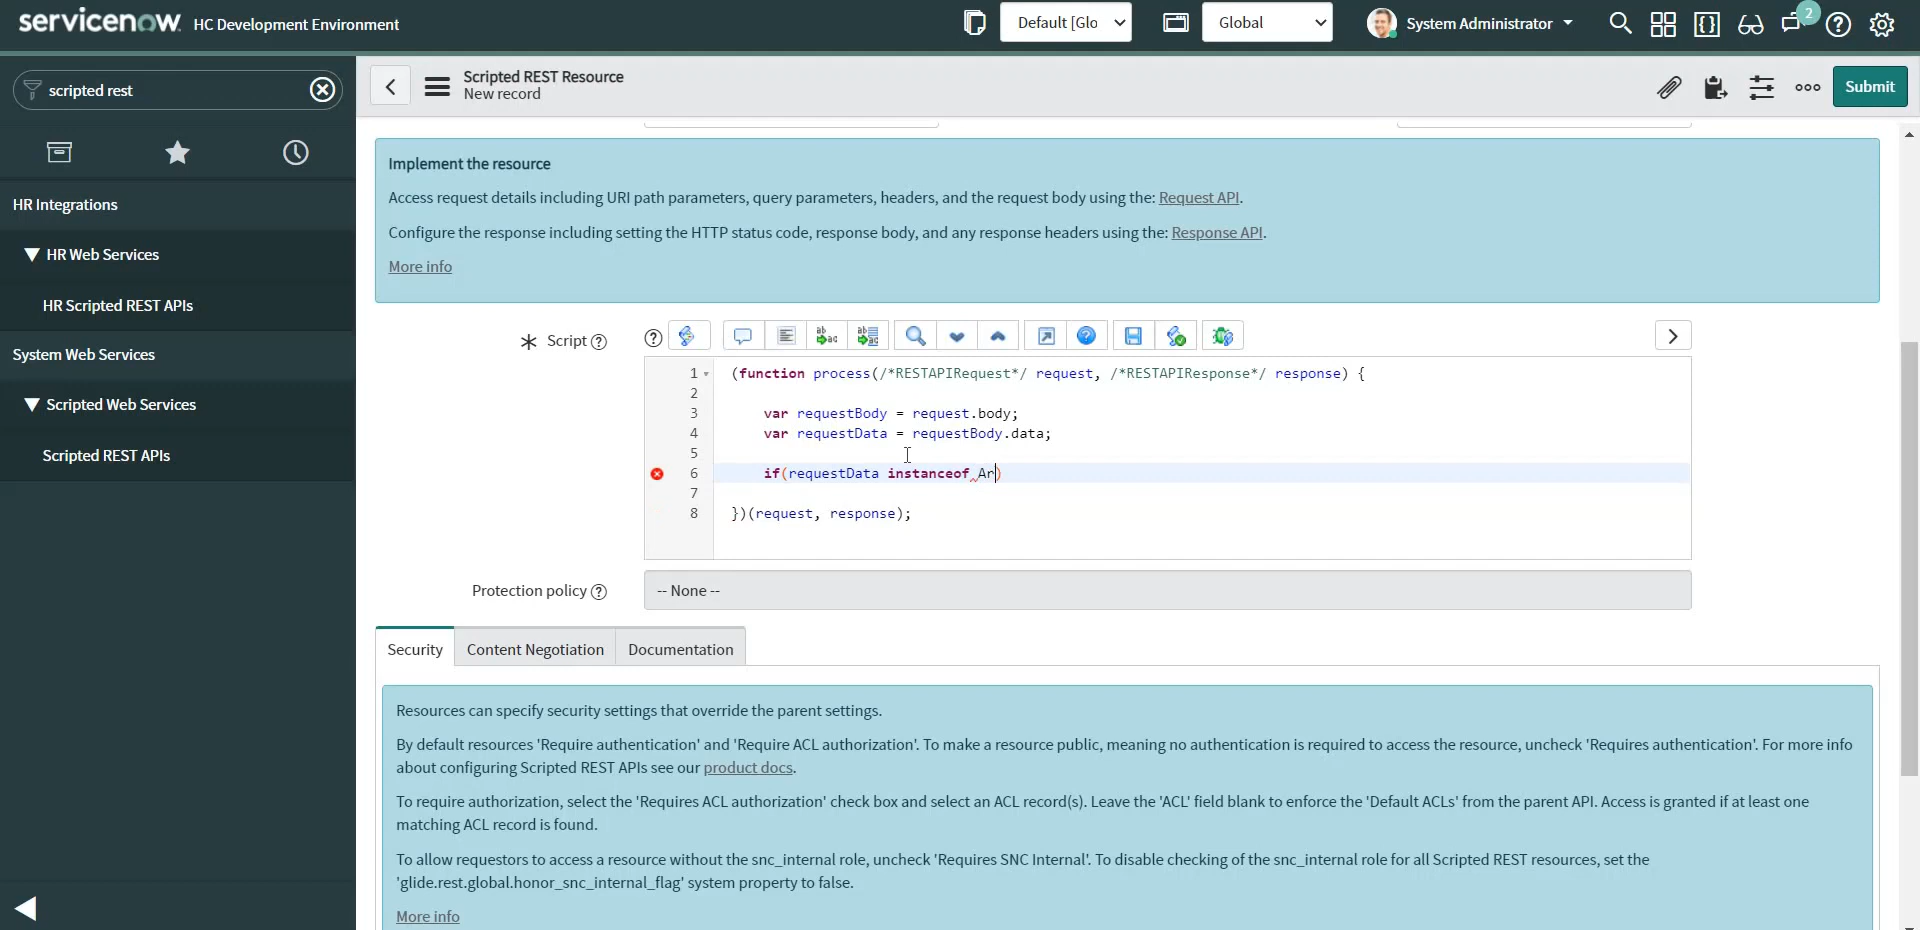 servicenow HC Development Environment
Default [Glo
Global
System Administrator
2
scripted rest
Scripted REST Resource
New record
Submit
HR Integrations
HR Web Services
HR Scripted REST APIs
System Web Services
Scripted Web Services
Scripted REST APIs
Implement the resource
Access request details including URI path parameters, query parameters, headers, and the request body using the: Request API.
Configure the response including setting the HTTP status code, response body, and any response headers using the: Response API.
More info
Script
1 (function process(/*RESTAPIRequest*/ request, /*RESTAPIResponse*/ response) {
2
3 var requestBody = request.body;
4 var requestData = requestBody.data;
5
6 if(requestData instanceof Ar)
7
8 })(request, response);
Protection policy
-- None --
Security
Content Negotiation
Documentation
Resources can specify security settings that override the parent settings.
By default resources 'Require authentication' and 'Require ACL authorization'. To make a resource public, meaning no authentication is required to access the resource, uncheck 'Requires authentication'. For more info
about configuring Scripted REST APIs see our product docs.
To require authorization, select the 'Requires ACL authorization' check box and select an ACL record(s). Leave the 'ACL' field blank to enforce the 'Default ACLs' from the parent API. Access is granted if at least one
matching ACL record is found.
To allow requestors to access a resource without the snc_internal role, uncheck 'Requires SNC Internal'. To disable checking of the snc_internal role for all Scripted REST resources, set the
'glide.rest.global.honor_snc_internal_flag' system property to false.
More info